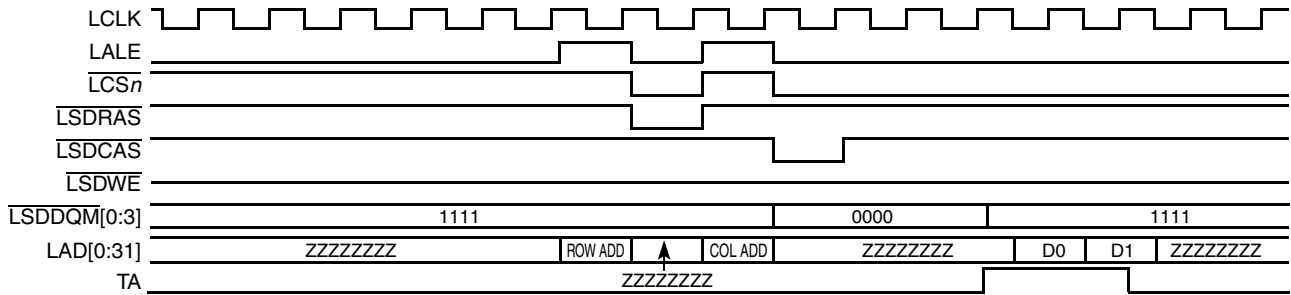 LCLK
LALE
LCSn
LSDRAS
LSDCAS
LSDWE
LSDDQM[0:3] 1111 0000 1111
LAD[0:31] ZZZZZZZZ ROW ADD COL ADD ZZZZZZZZ D0 D1 ZZZZZZZZ
TA ZZZZZZZZ